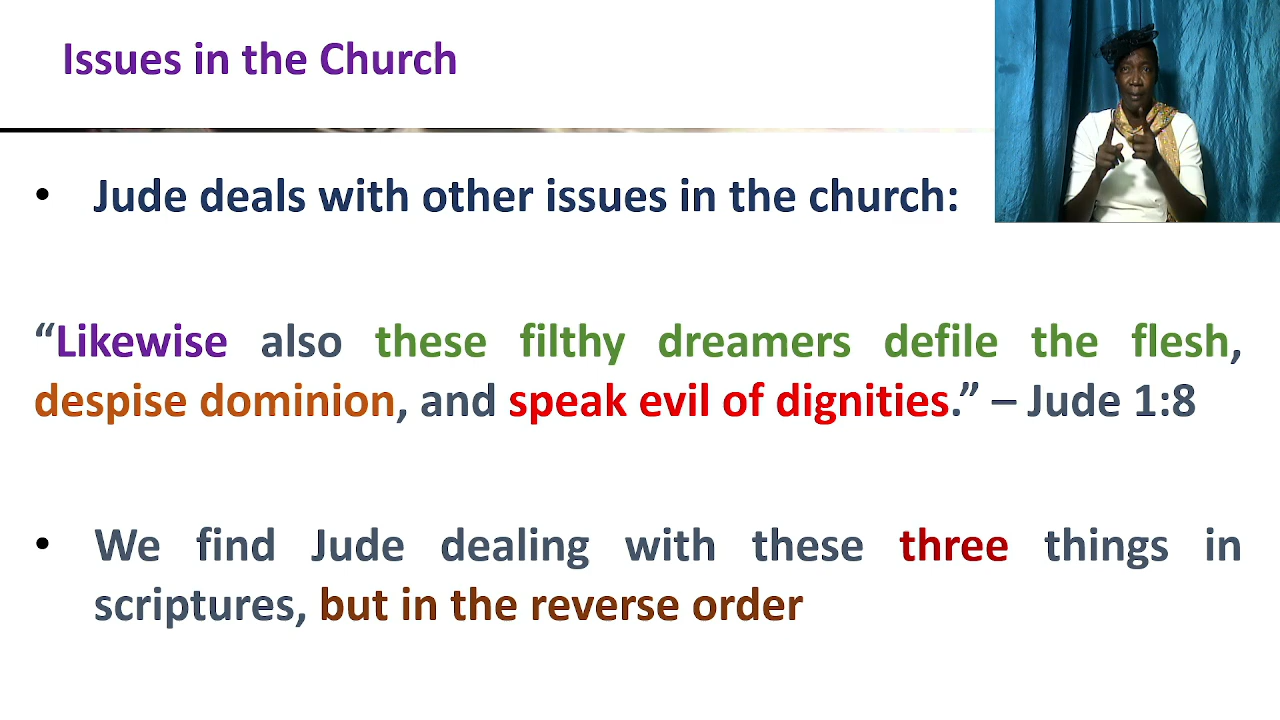 Issues in the Church
• Jude deals with other issues in the church:
“Likewise also these filthy dreamers defile the flesh,
despise dominion, and speak evil of dignities.” – Jude 1:8
• We find Jude dealing with these three things in
scriptures, but in the reverse order